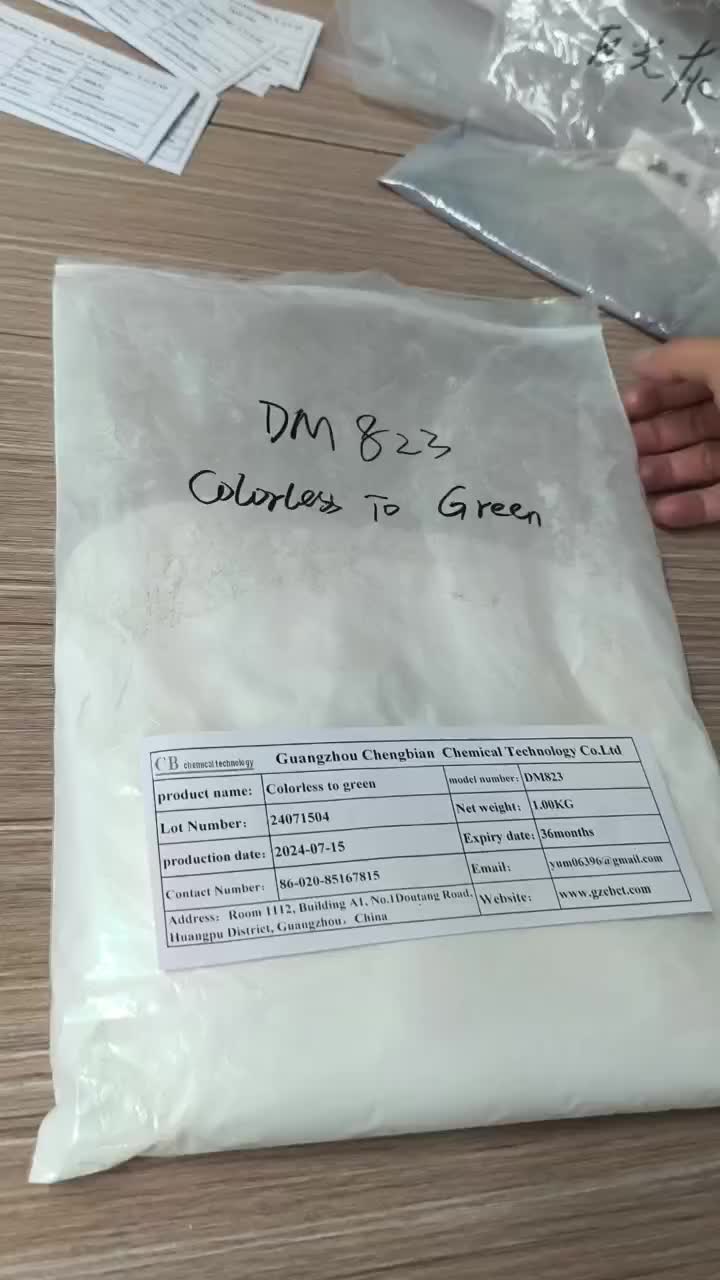 反光灰
DM 823
Colorless To Green
CB chemical technology Guangzhou Chengbian Chemical Technology Co.Ltd
product name: Colorless to green model number: DM823
Lot Number: 24071504 Net weight: 1.00KG
production date: 2024-07-15 Expiry date: 36months
Contact Number: 86-020-85167815 Email: yum06396@gmail.com
Address: Room 1112, Building A1, No.1Doutang Road, Website: www.gzcbct.com
Huangpu District, Guangzhou, China